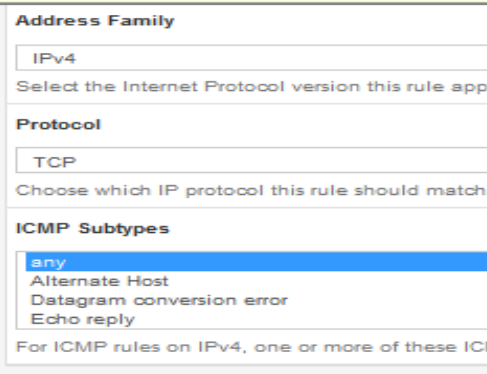 Address Family
IPv4
Select the Internet Protocol version this rule app
Protocol
TCP
Choose which IP protocol this rule should match
ICMP Subtypes
any
Alternate Host
Datagram conversion error
Echo reply
For ICMP rules on IPv4, one or more of these ICM